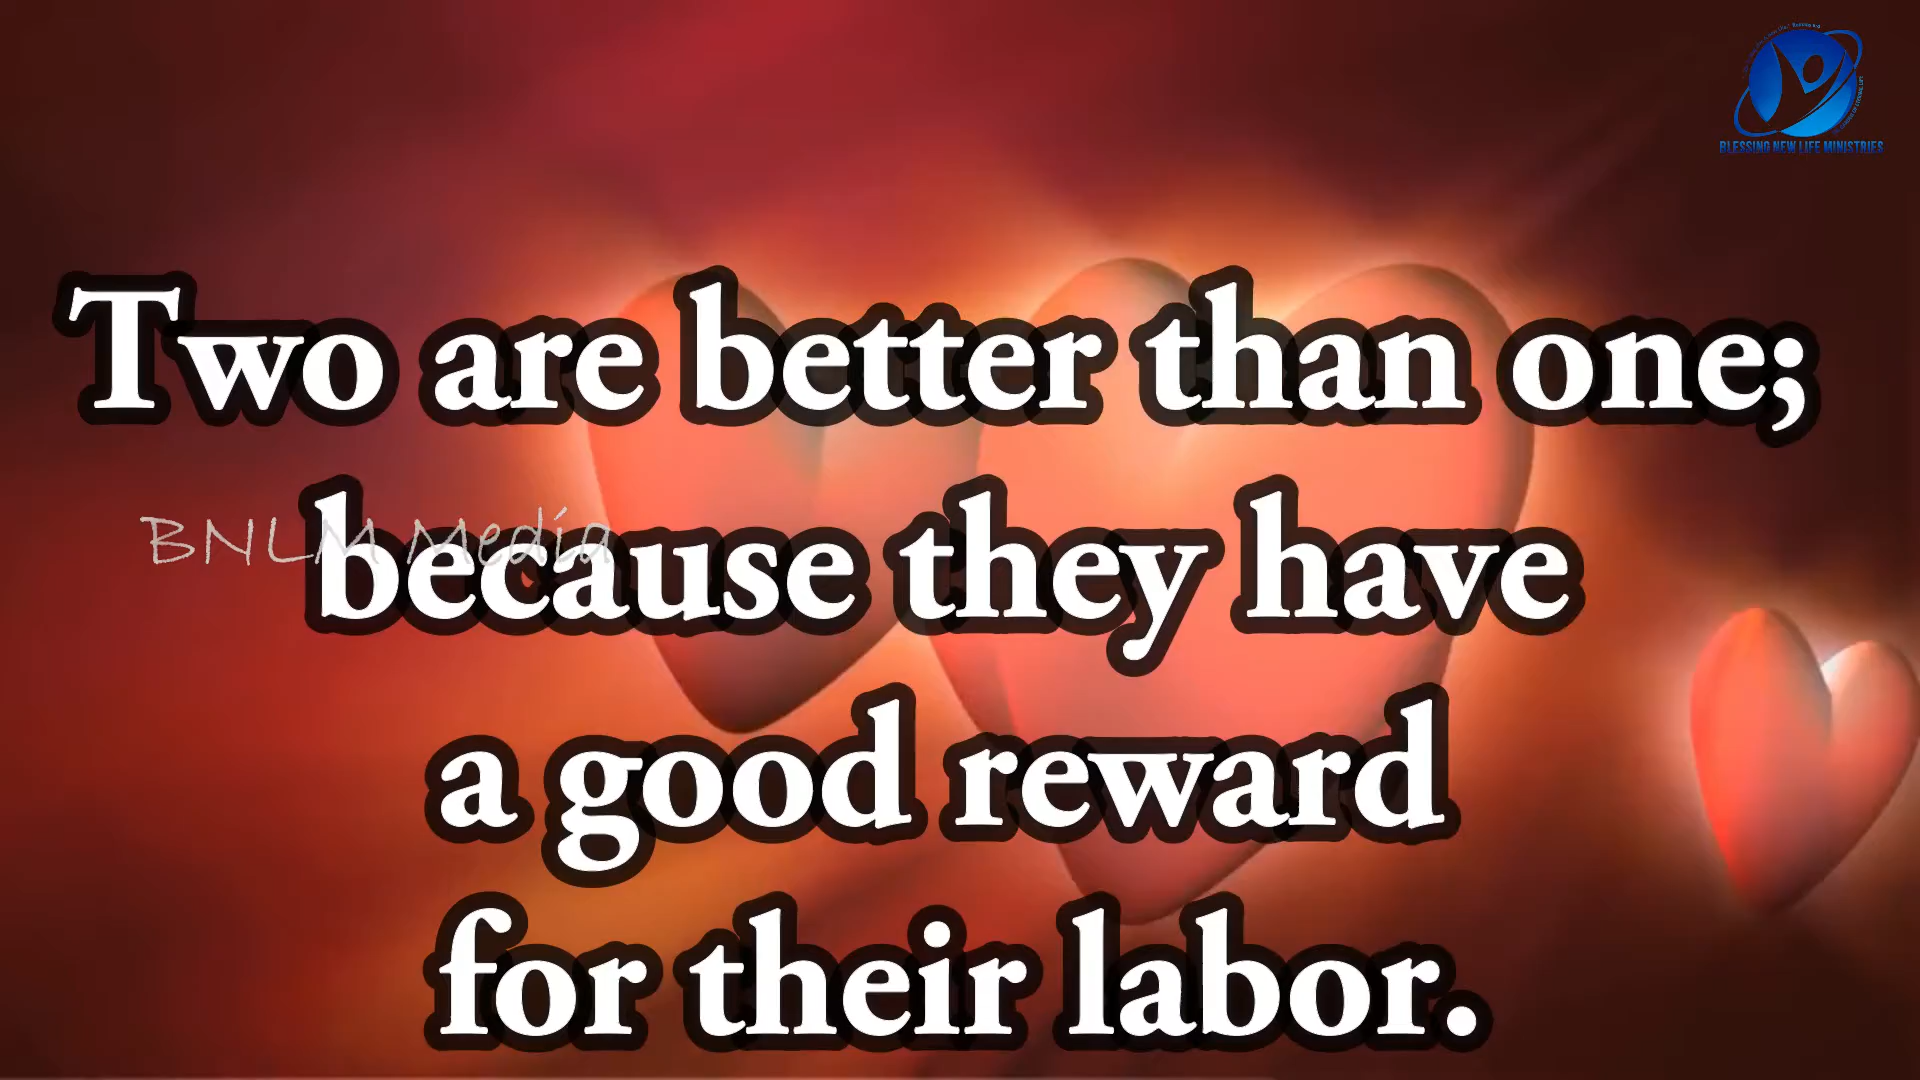 BLESSING NEW LIFE MINISTRIES
Two are better than one;
BNLM Media
because they have
a good reward
for their labor.